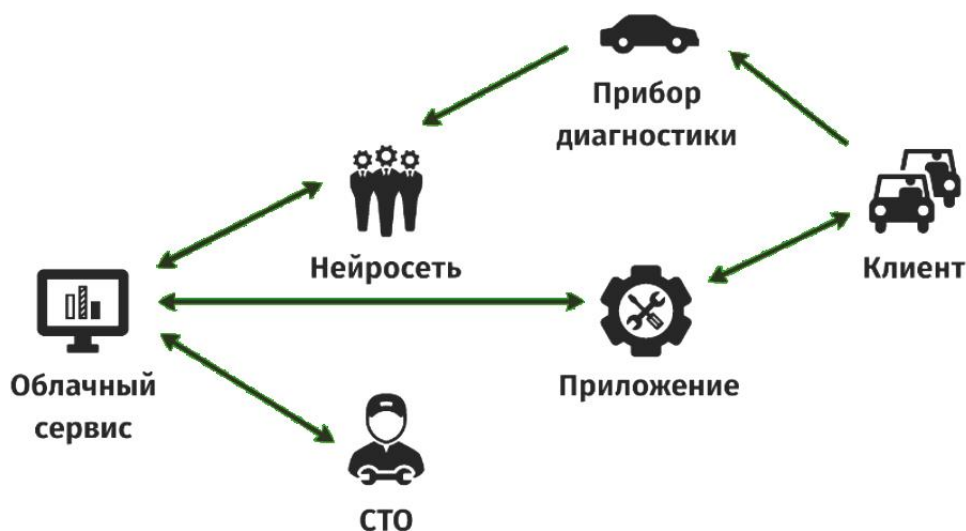 Прибор
диагностики
Нейросеть
Клиент
Облачный
сервис
Приложение
СТО